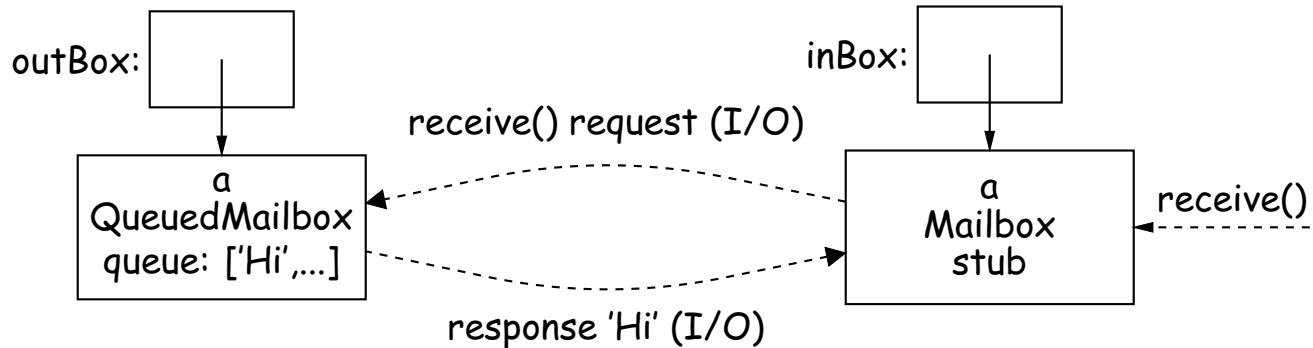 outBox:
inBox:
receive() request (I/O)
a
QueuedMailbox
queue: ['Hi',...]
a
Mailbox
stub
receive()
response 'Hi' (I/O)